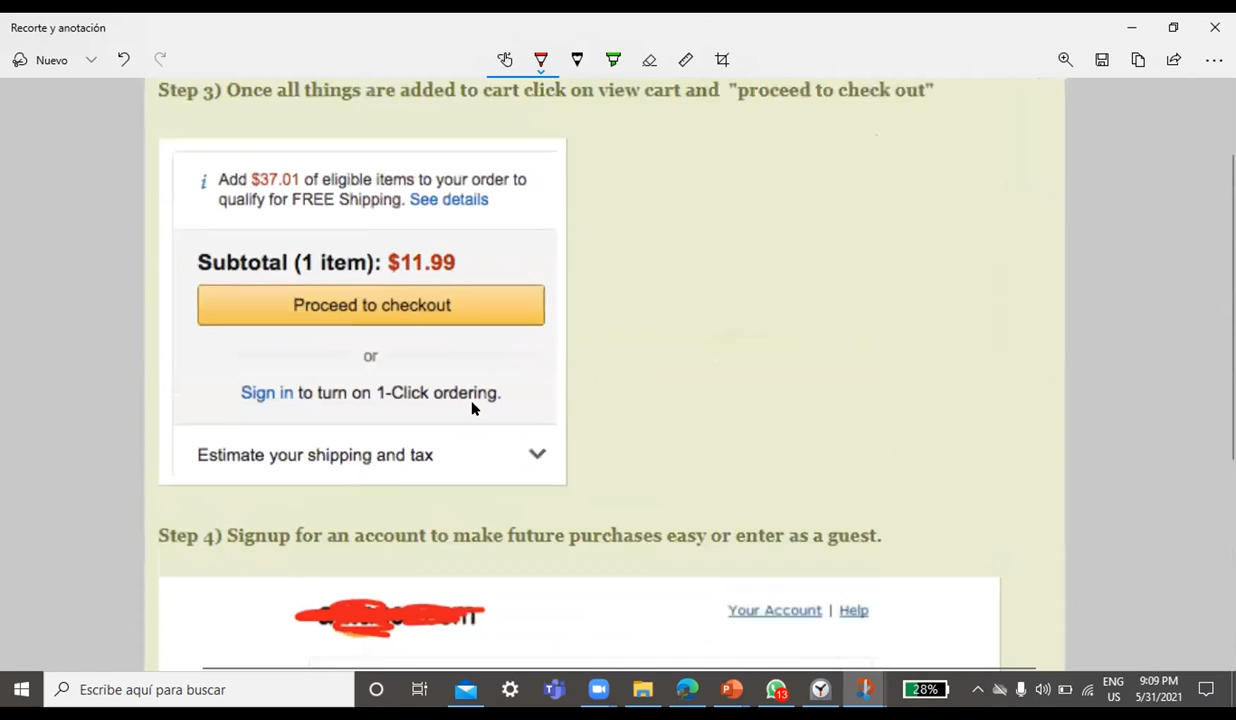 Recorte y anotación
Nuevo
Step 3) Once all things are added to cart click on view cart and "proceed to check out"
i Add $37.01 of eligible items to your order to
qualify for FREE Shipping. See details
Subtotal (1 item): $11.99
Proceed to checkout
or
Sign in to turn on 1-Click ordering.
Estimate your shipping and tax
Step 4) Signup for an account to make future purchases easy or enter as a guest.
Your Account | Help
Escribe aquí para buscar
13
28%
ENG
US
9:09 PM
5/31/2021